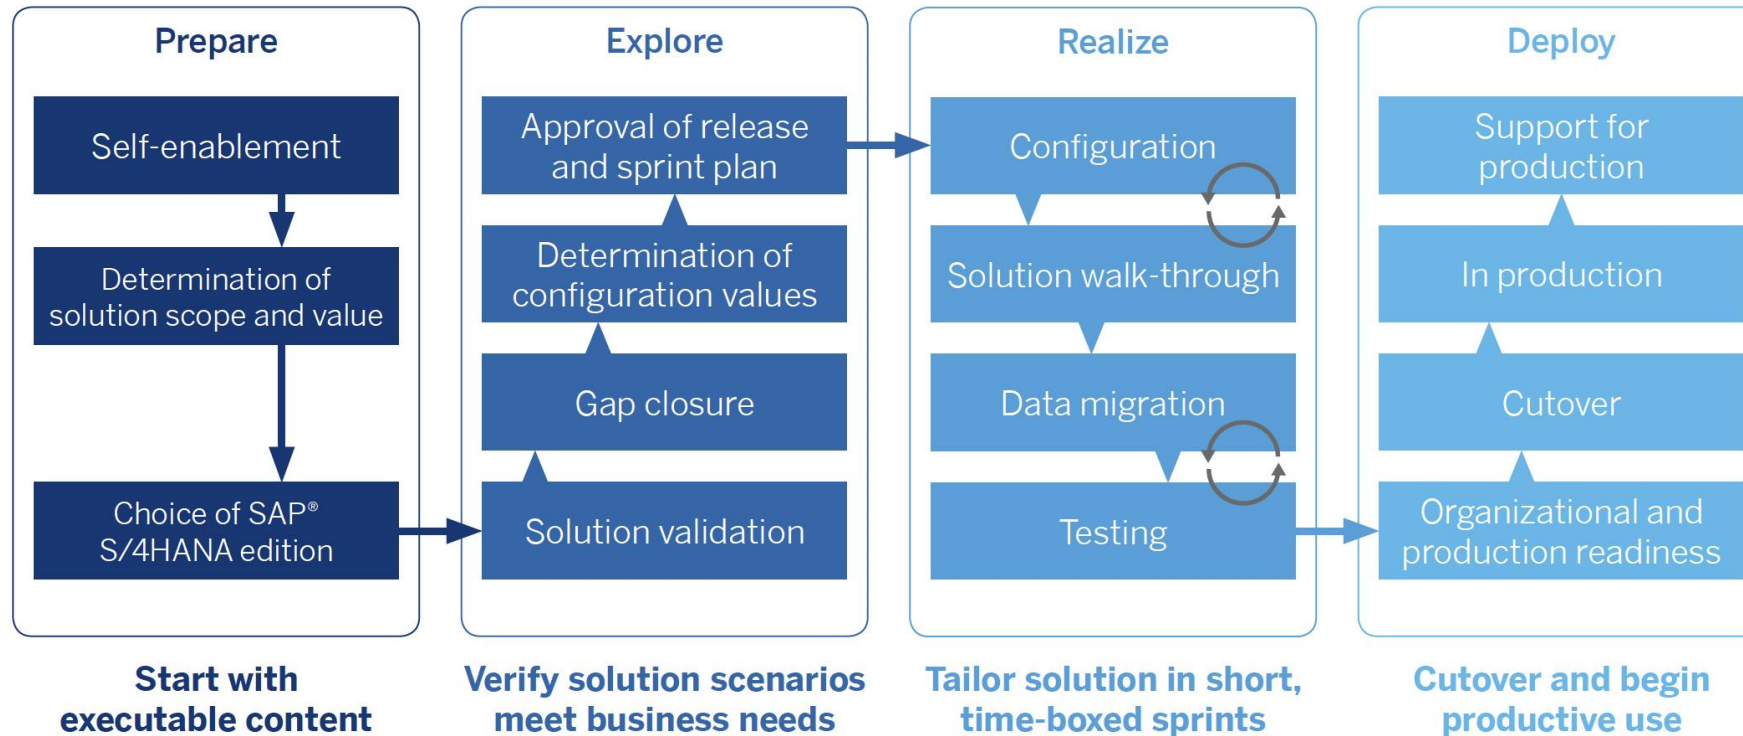 Prepare
Self-enablement
Determination of
solution scope and value
Choice of SAP®
S/4HANA edition
Start with
executable content
Explore
Approval of release
and sprint plan
Determination of
configuration values
Gap closure
Solution validation
Verify solution scenarios
meet business needs
Realize
Configuration
Solution walk-through
Data migration
Testing
Tailor solution in short,
time-boxed sprints
Deploy
Support for
production
In production
Cutover
Organizational and
production readiness
Cutover and begin
productive use